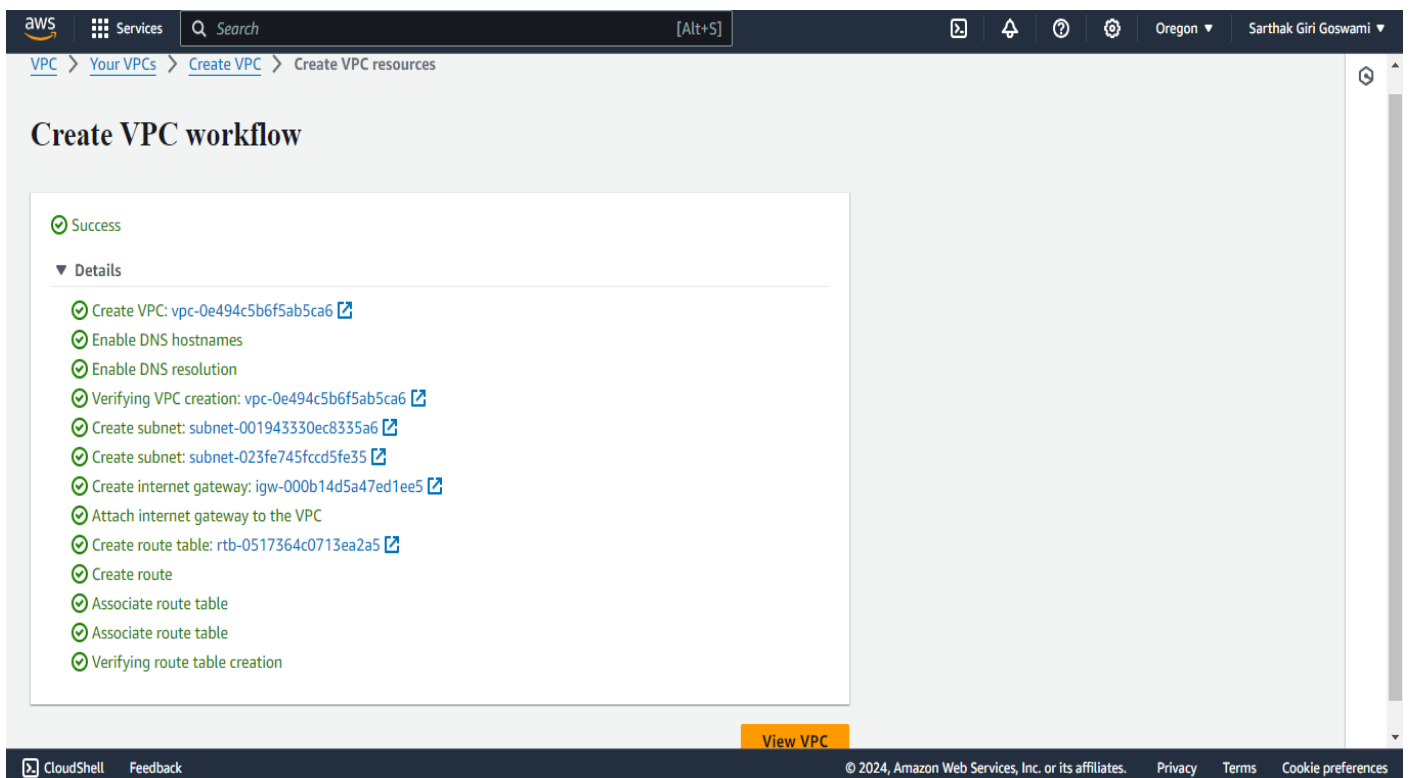 aws Services Search [Alt+S] Oregon ▼ Sarthak Giri Goswami ▼
VPC > Your VPCs > Create VPC > Create VPC resources
Create VPC workflow
Success
▼ Details
Create VPC: vpc-0e494c5b6f5ab5ca6
Enable DNS hostnames
Enable DNS resolution
Verifying VPC creation: vpc-0e494c5b6f5ab5ca6
Create subnet: subnet-001943330ec8335a6
Create subnet: subnet-023fe745fccd5fe35
Create internet gateway: igw-000b14d5a47ed1ee5
Attach internet gateway to the VPC
Create route table: rtb-0517364c0713ea2a5
Create route
Associate route table
Associate route table
Verifying route table creation
View VPC
CloudShell Feedback © 2024, Amazon Web Services, Inc. or its affiliates. Privacy Terms Cookie preferences